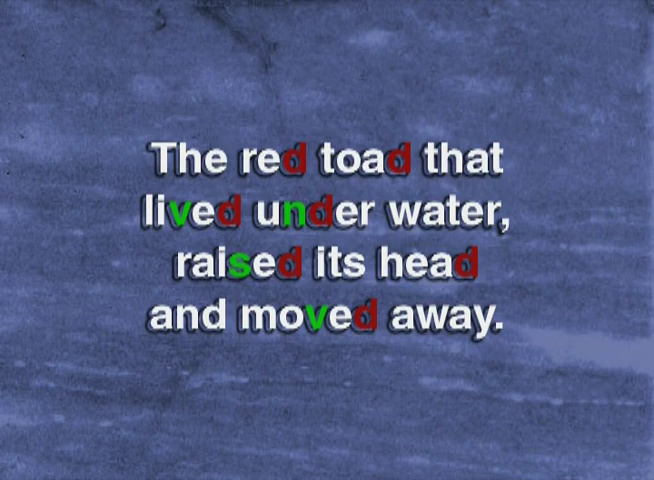 The red toad that
lived under water,
raised its head
and moved away.